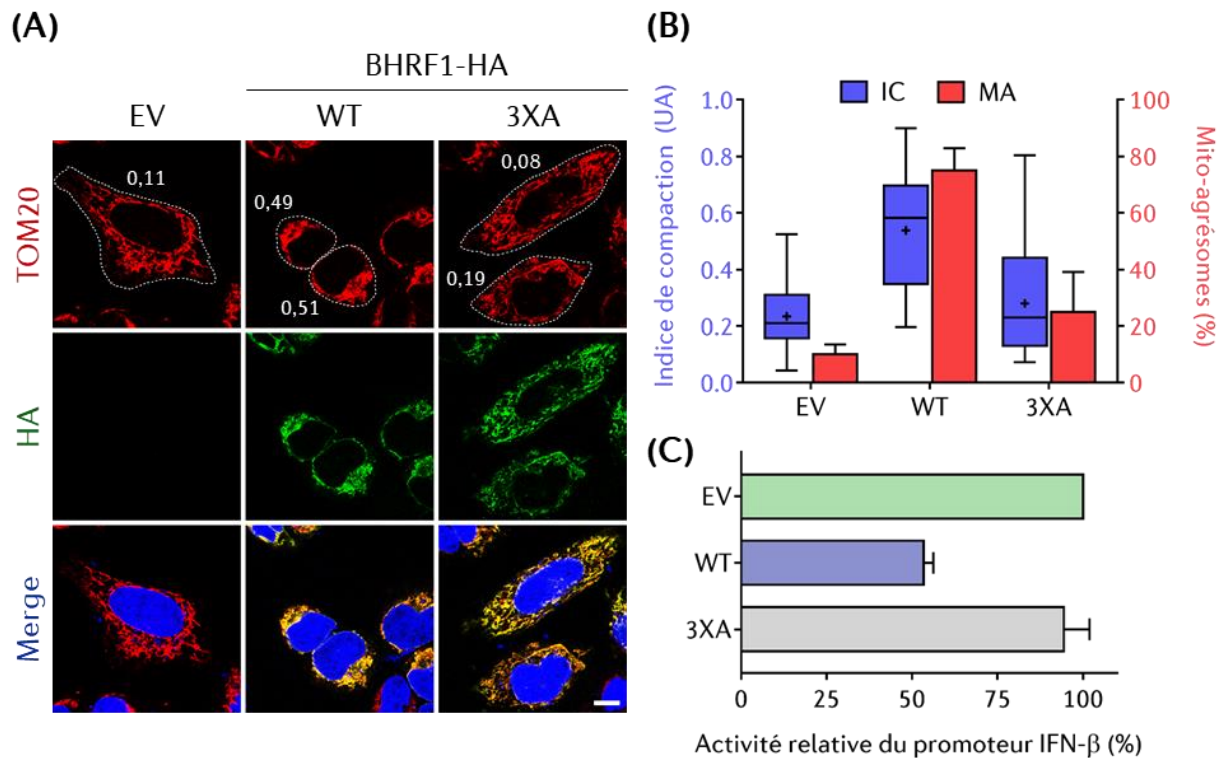 (A)
BHRF1-HA
EV WT 3XA
TOM20
0,11
0,49
0,51
0,08
0,19
HA
Merge
(B)
IC MA
Indice de compaction (UA)
1.0
0.8
0.6
0.4
0.2
0.0
Mito-agrésomes (%)
100
80
60
40
20
0
EV WT 3XA
(C)
EV
WT
3XA
0 25 50 75 100
Activité relative du promoteur IFN-β (%)